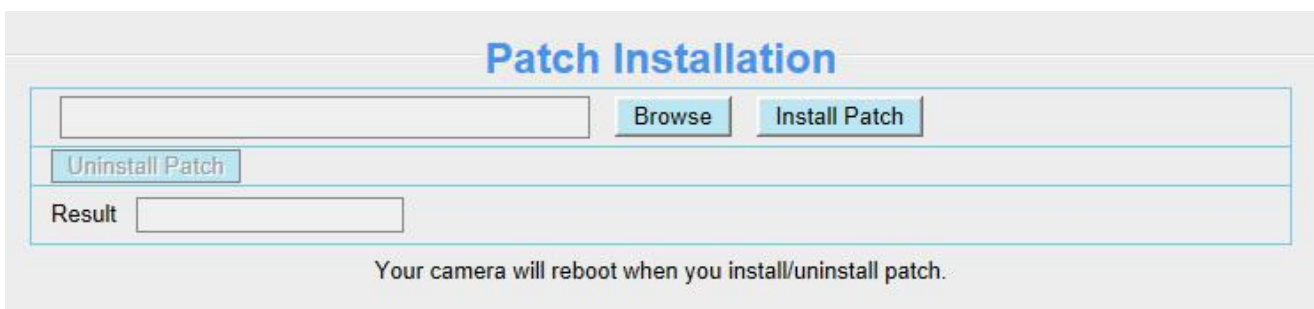 Patch Installation
Browse Install Patch
Uninstall Patch
Result
Your camera will reboot when you install/uninstall patch.